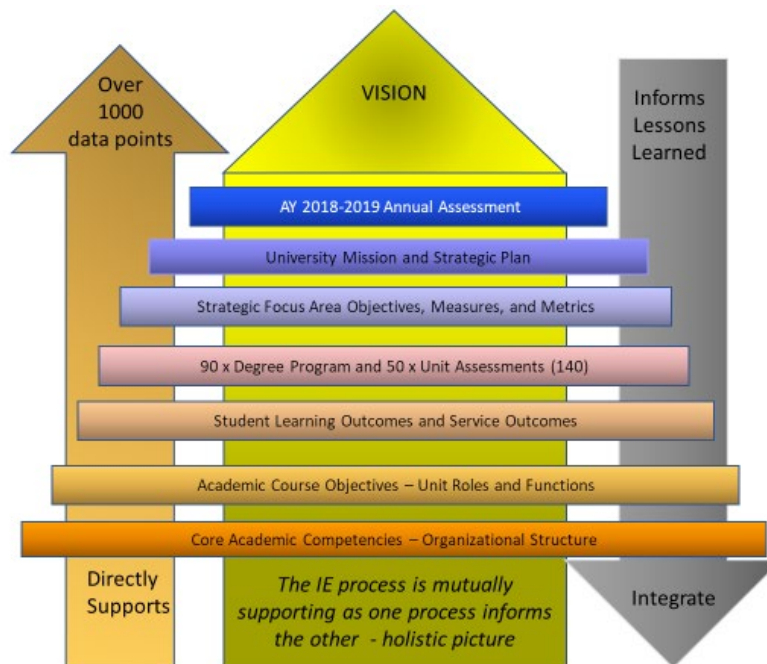 Over
1000
data points
VISION
Informs
Lessons
Learned
AY 2018-2019 Annual Assessment
University Mission and Strategic Plan
Strategic Focus Area Objectives, Measures, and Metrics
90 x Degree Program and 50 x Unit Assessments (140)
Student Learning Outcomes and Service Outcomes
Academic Course Objectives – Unit Roles and Functions
Core Academic Competencies – Organizational Structure
Directly
Supports
The IE process is mutually
supporting as one process informs
the other - holistic picture
Integrate